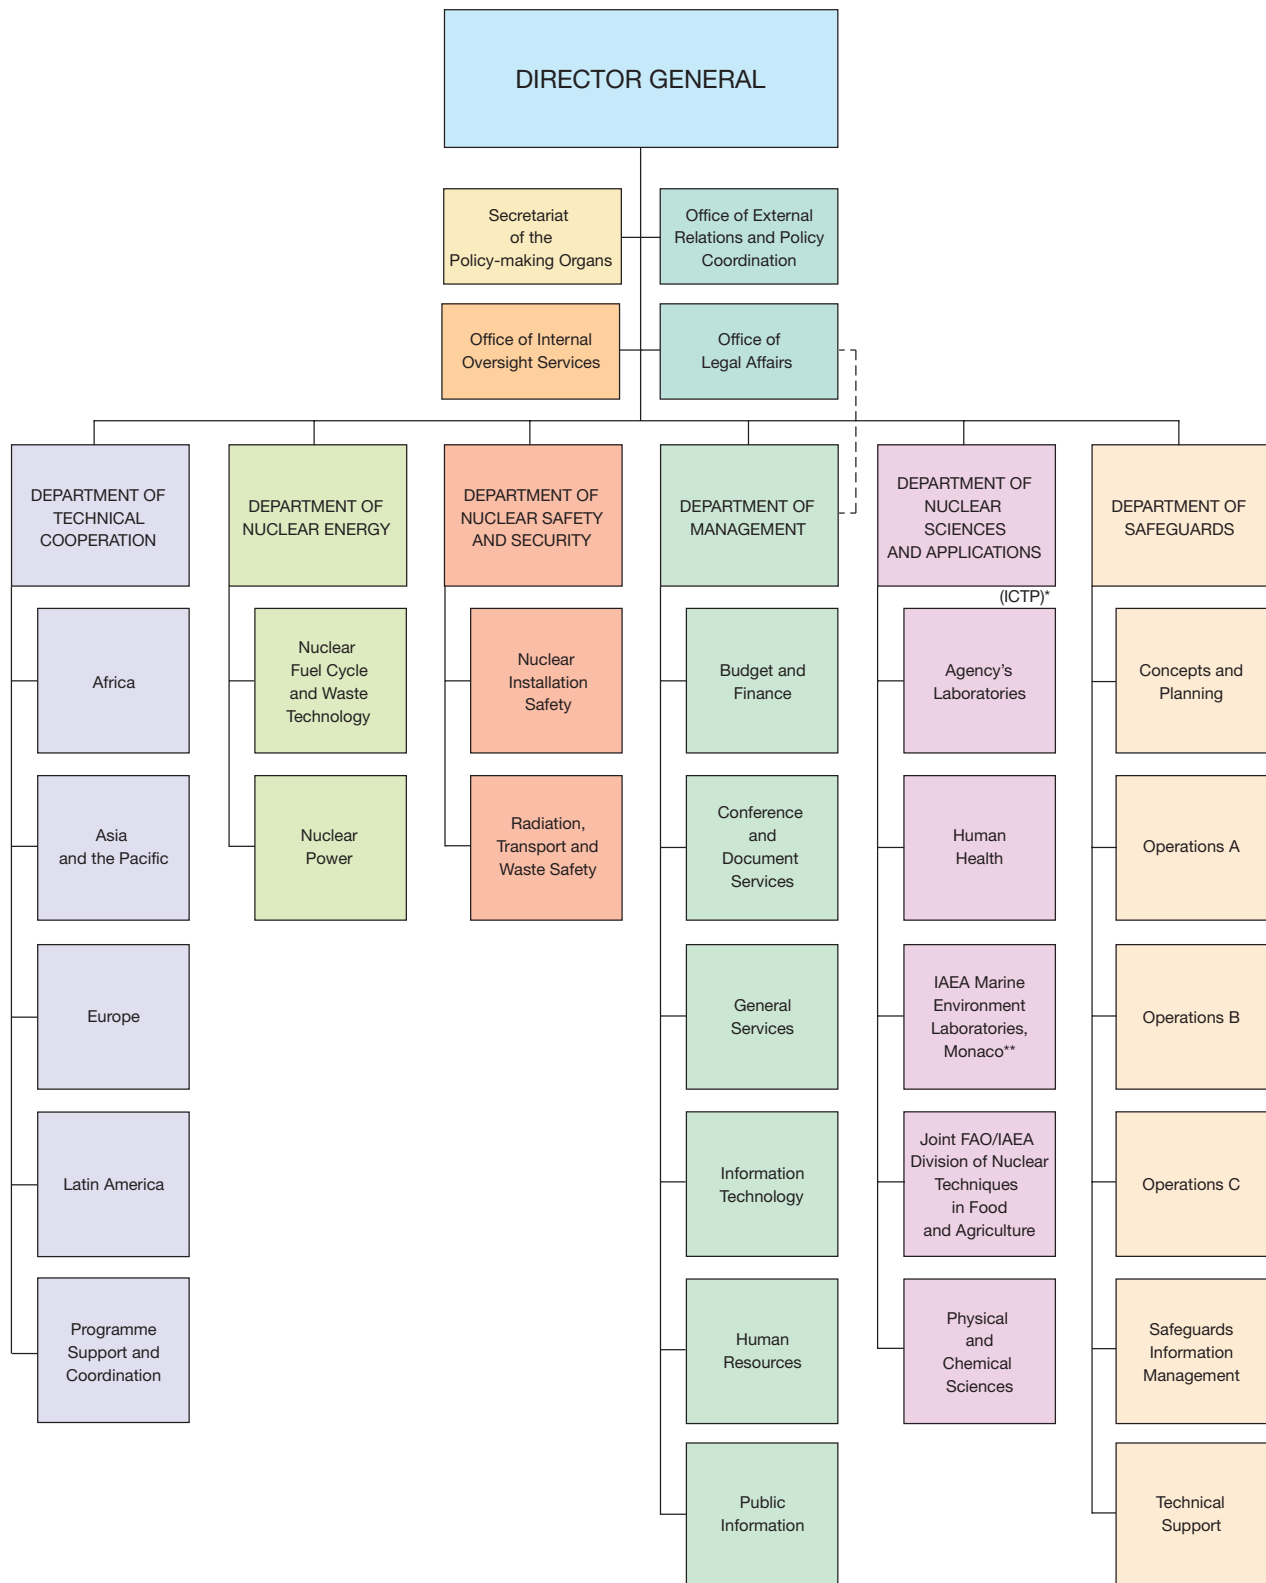 DIRECTOR GENERAL
Secretariat
of the
Policy-making Organs
Office of External
Relations and Policy
Coordination
Office of Internal
Oversight Services
Office of
Legal Affairs
DEPARTMENT OF
TECHNICAL
COOPERATION
DEPARTMENT OF
NUCLEAR ENERGY
DEPARTMENT OF
NUCLEAR SAFETY
AND SECURITY
DEPARTMENT OF
MANAGEMENT
DEPARTMENT OF
NUCLEAR
SCIENCES
AND APPLICATIONS
DEPARTMENT OF
SAFEGUARDS
(ICTP)*
Africa
Nuclear
Fuel Cycle
and Waste
Technology
Nuclear
Installation
Safety
Budget and
Finance
Agency’s
Laboratories
Concepts and
Planning
Asia
and the Pacific
Nuclear
Power
Radiation,
Transport and
Waste Safety
Conference
and
Document
Services
Human
Health
Operations A
Europe
General
Services
IAEA Marine
Environment
Laboratories,
Monaco**
Operations B
Latin America
Information
Technology
Joint FAO/IAEA
Division of Nuclear
Techniques
in Food
and Agriculture
Operations C
Programme
Support and
Coordination
Human
Resources
Physical
and
Chemical
Sciences
Safeguards
Information
Management
Public
Information
Technical
Support